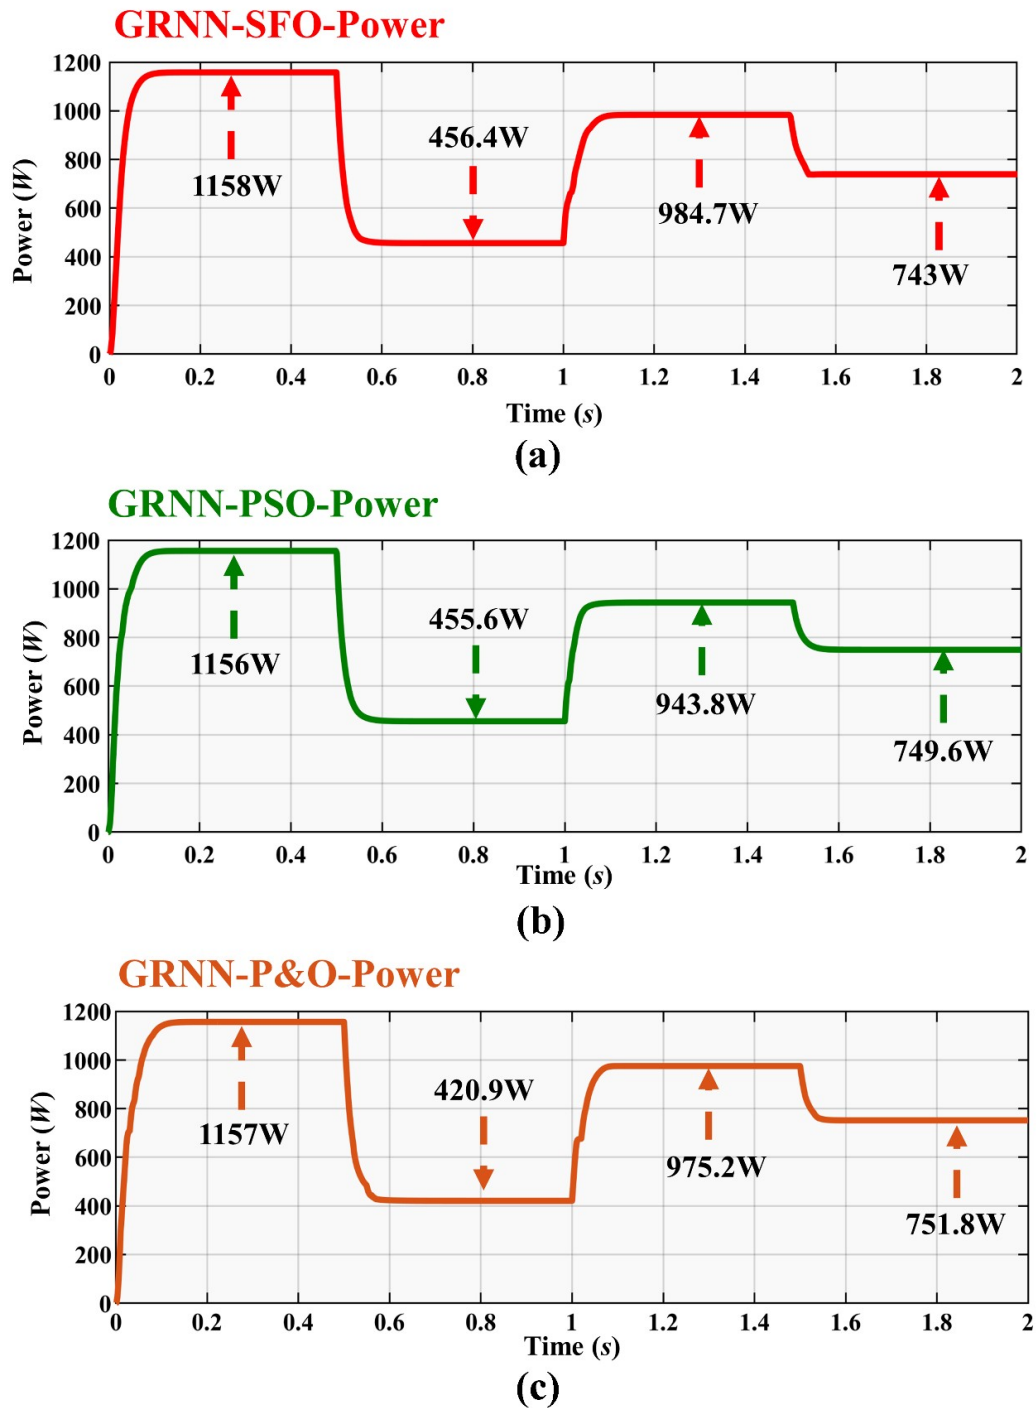 GRNN-SFO-Power
1200
1000
800
600
400
200
0
Power (W)
1158W
456.4W
984.7W
743W
0 0.2 0.4 0.6 0.8 1 1.2 1.4 1.6 1.8 2
Time (s)
(a)
GRNN-PSO-Power
1200
1000
800
600
400
200
0
Power (W)
1156W
455.6W
943.8W
749.6W
0 0.2 0.4 0.6 0.8 1 1.2 1.4 1.6 1.8 2
Time (s)
(b)
GRNN-P&O-Power
1200
1000
800
600
400
200
0
Power (W)
1157W
420.9W
975.2W
751.8W
0 0.2 0.4 0.6 0.8 1 1.2 1.4 1.6 1.8 2
Time (s)
(c)